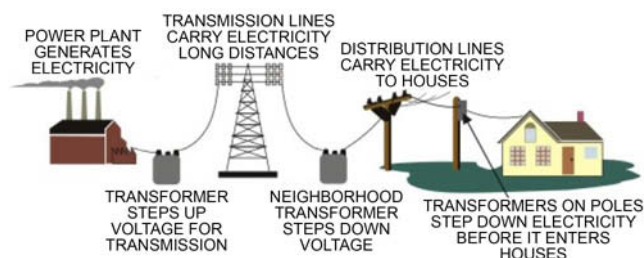 POWER PLANT
GENERATES
ELECTRICITY
TRANSMISSION LINES
CARRY ELECTRICITY
LONG DISTANCES
DISTRIBUTION LINES
CARRY ELECTRICITY
TO HOUSES
TRANSFORMER
STEPS UP
VOLTAGE FOR
TRANSMISSION
NEIGHBORHOOD
TRANSFORMER
STEPS DOWN
VOLTAGE
TRANSFORMERS ON POLES
STEP DOWN ELECTRICITY
BEFORE IT ENTERS
HOUSES